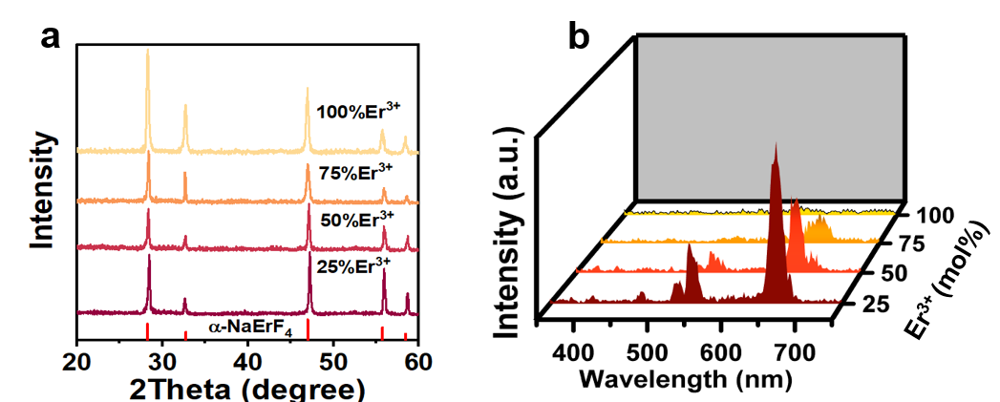 a
Intensity
100%Er³⁺
75%Er³⁺
50%Er³⁺
25%Er³⁺
α-NaErF₄
20 30 40 50 60
2Theta (degree)
b
Intensity (a.u.)
100
75
50
25
Er³⁺ (mol%)
400 500 600 700
Wavelength (nm)